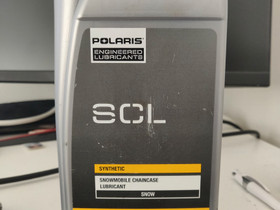 POLARIS
ENGINEERED
LUBRICANTS
SCL
SYNTHETIC
SNOWMOBILE CHAINCASE
LUBRICANT
SNOW